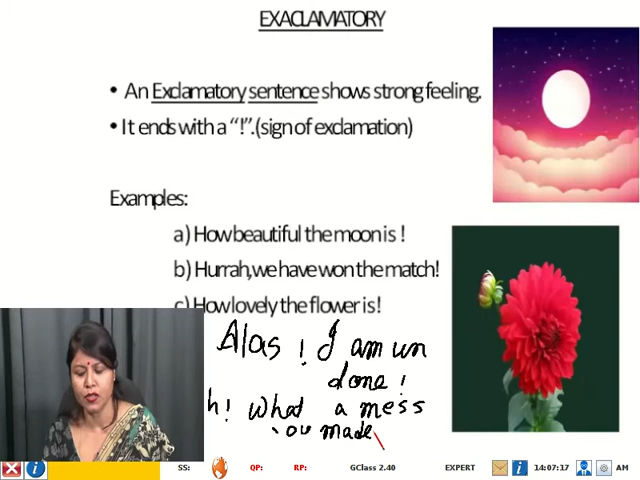 EXACLAMATORY
• An Exclamatory sentence shows strong feeling.
• It ends with a “!”.(sign of exclamation)
Examples:
a) How beautiful the moon is !
b) Hurrah,we have won the match!
c) How lovely the flower is!
Alas ! I am un
done !
h! What a mess
ou made
SS: QP: RP: GClass 2.40 EXPERT 14:07:17 AM